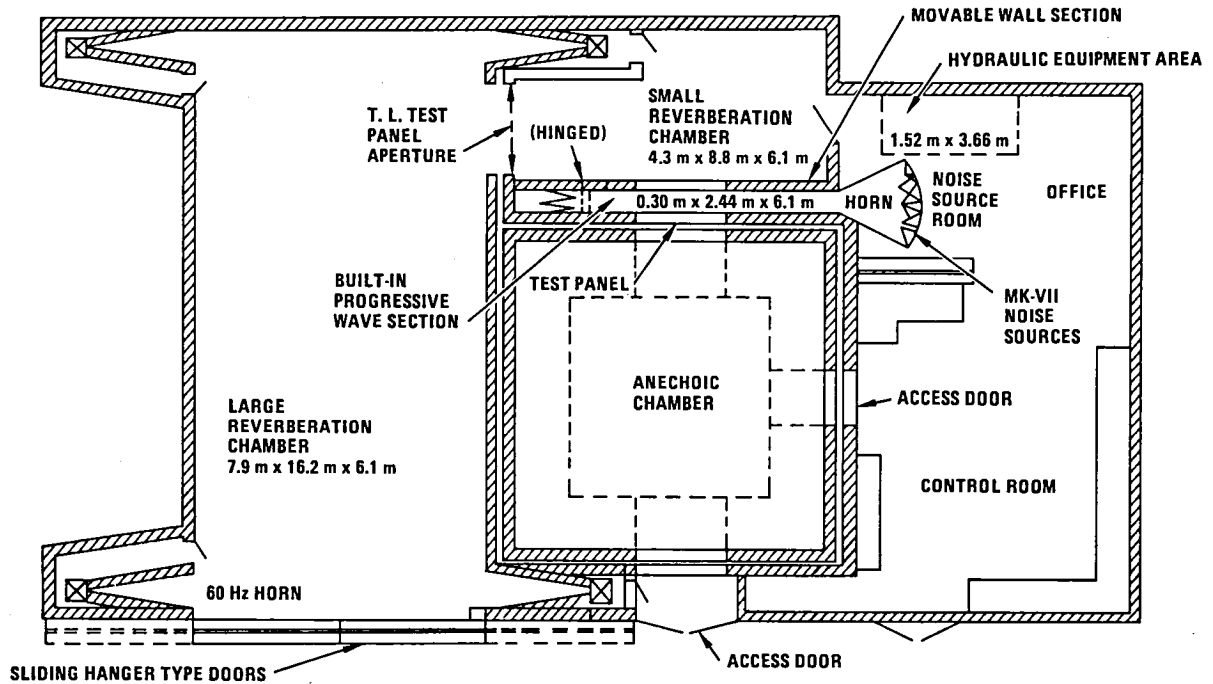 MOVABLE WALL SECTION
HYDRAULIC EQUIPMENT AREA
T. L. TEST
PANEL
APERTURE
(HINGED)
SMALL
REVERBERATION
CHAMBER
4.3 m x 8.8 m x 6.1 m
1.52 m x 3.66 m
0.30 m x 2.44 m x 6.1 m
HORN
NOISE
SOURCE
ROOM
OFFICE
BUILT-IN
PROGRESSIVE
WAVE SECTION
TEST PANEL
MK-VII
NOISE
SOURCES
ANECHOIC
CHAMBER
ACCESS DOOR
LARGE
REVERBERATION
CHAMBER
7.9 m x 16.2 m x 6.1 m
CONTROL ROOM
60 Hz HORN
SLIDING HANGER TYPE DOORS
ACCESS DOOR